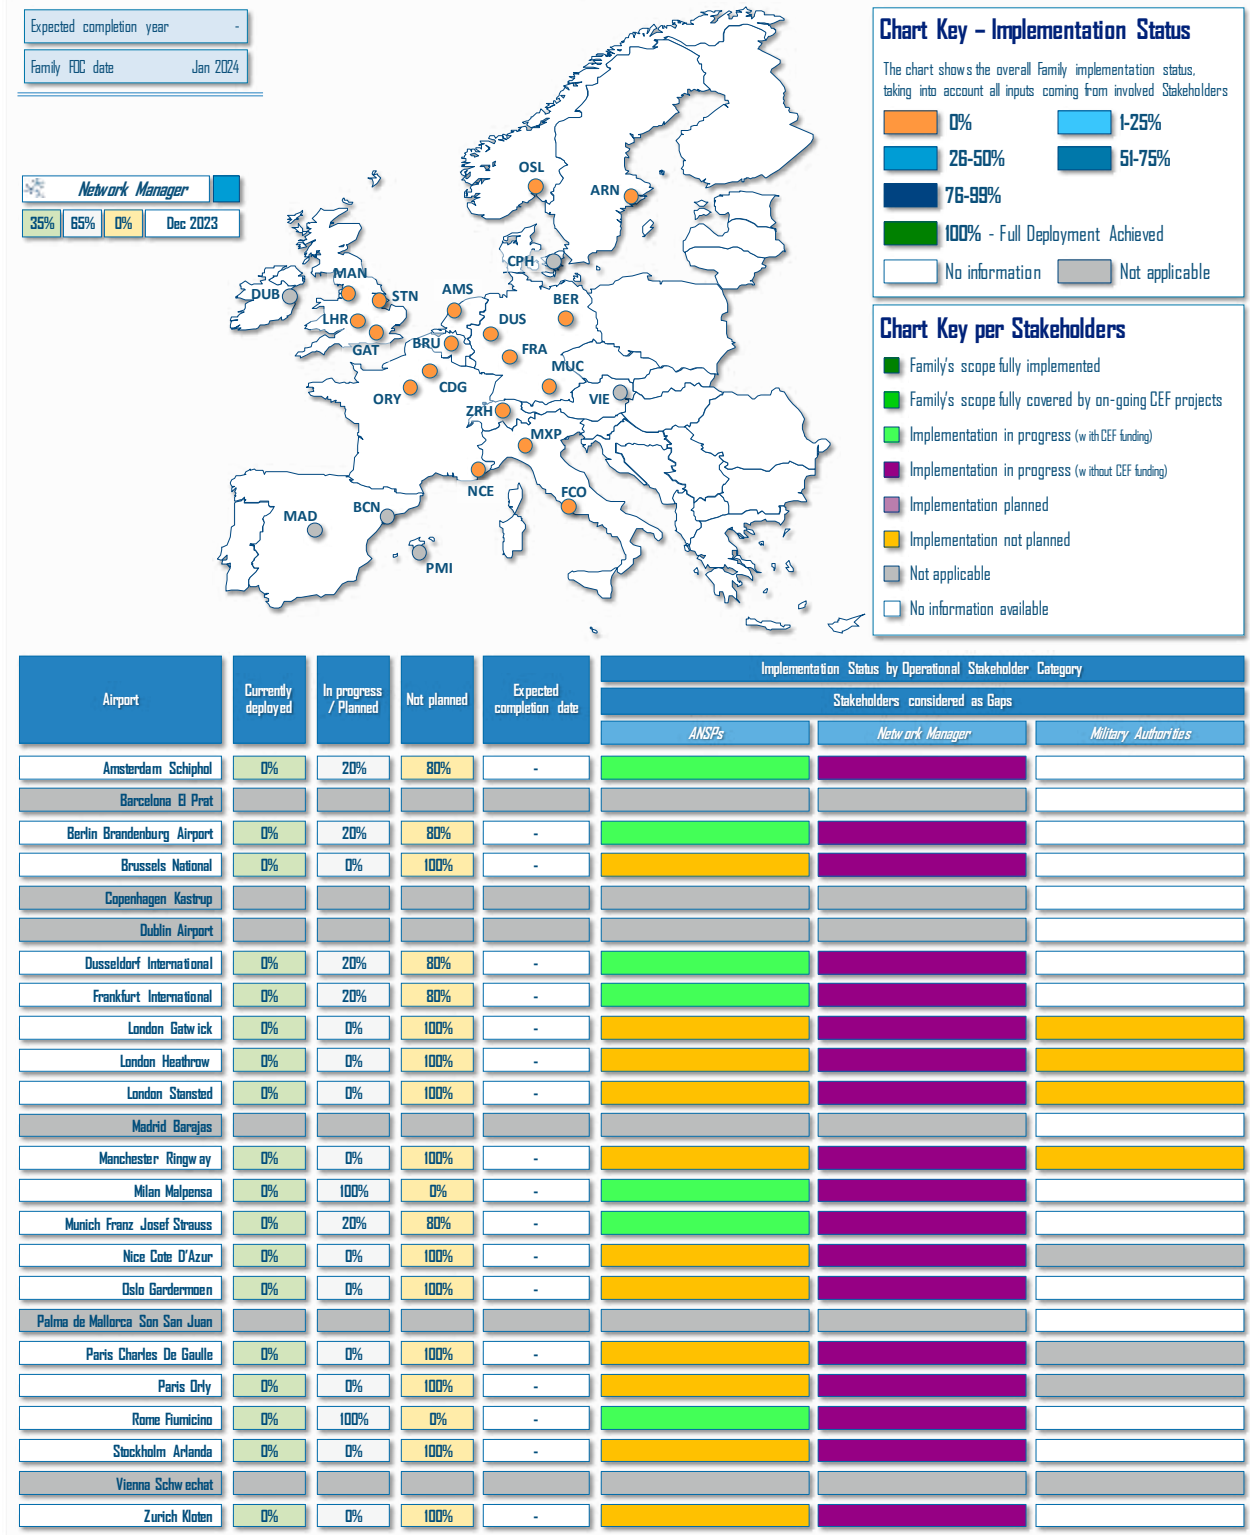 Expected completion year -
Family FOC date Jan 2024
Network Manager
35% 65% 0% Dec 2023
Chart Key – Implementation Status
The chart shows the overall Family implementation status,
taking into account all inputs coming from involved Stakeholders
0% 1-25%
26-50% 51-75%
76-99%
100% - Full Deployment Achieved
No information Not applicable
Chart Key per Stakeholders
Family's scope fully implemented
Family's scope fully covered by on-going CEF projects
Implementation in progress (with CEF funding)
Implementation in progress (without CEF funding)
Implementation planned
Implementation not planned
Not applicable
No information available
OSL
ARN
CPH
MAN
DUB
STN
AMS
BER
LHR
DUS
GAT
BRU
FRA
MUC
CDG
ORY
VIE
ZRH
MXP
NCE
FCO
BCN
MAD
PMI
Airport
Currently
deployed
In progress
/ Planned
Not planned
Expected
completion date
Implementation Status by Operational Stakeholder Category
Stakeholders considered as Gaps
ANSPs Network Manager Military Authorities
Amsterdam Schiphol 0% 20% 80% -
Barcelona El Prat
Berlin Brandenburg Airport 0% 20% 80% -
Brussels National 0% 0% 100% -
Copenhagen Kastrup
Dublin Airport
Dusseldorf International 0% 20% 80% -
Frankfurt International 0% 20% 80% -
London Gatwick 0% 0% 100% -
London Heathrow 0% 0% 100% -
London Stansted 0% 0% 100% -
Madrid Barajas
Manchester Ringway 0% 0% 100% -
Milan Malpensa 0% 100% 0% -
Munich Franz Josef Strauss 0% 20% 80% -
Nice Cote D'Azur 0% 0% 100% -
Oslo Gardermoen 0% 0% 100% -
Palma de Mallorca Son San Juan
Paris Charles De Gaulle 0% 0% 100% -
Paris Orly 0% 0% 100% -
Rome Fiumicino 0% 100% 0% -
Stockholm Arlanda 0% 0% 100% -
Vienna Schwechat
Zurich Kloten 0% 0% 100% -